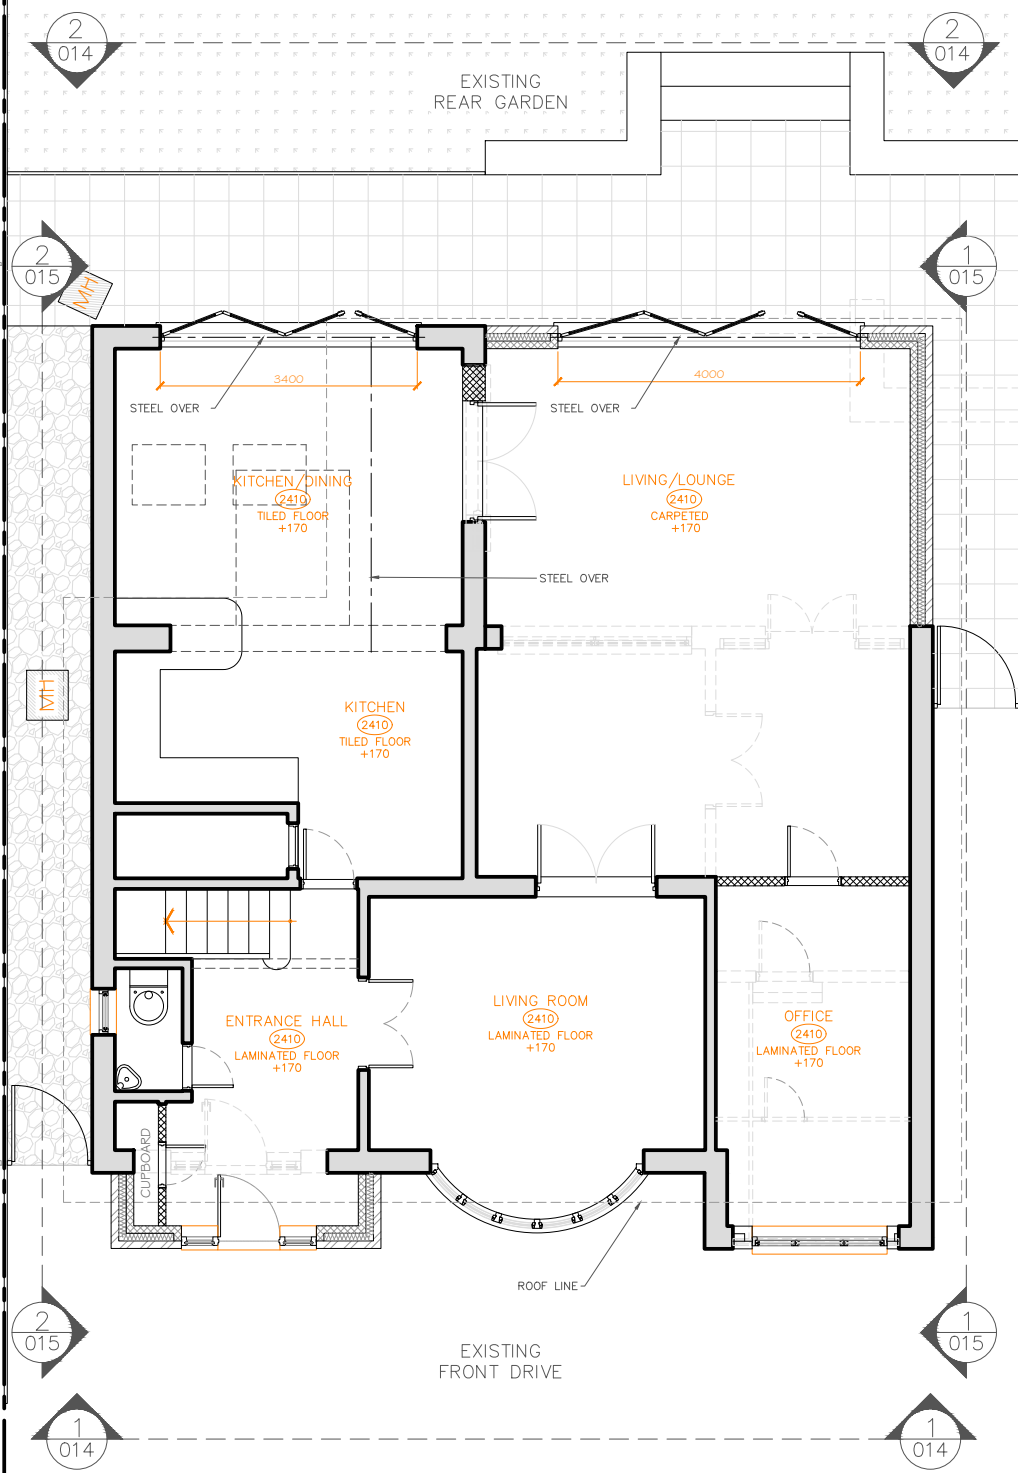 2
014
2
014
EXISTING
REAR GARDEN
2
015
1
015
MH
3400
4000
STEEL OVER
STEEL OVER
KITCHEN/DINING
2410
TILED FLOOR
+170
LIVING/LOUNGE
2410
CARPETED
+170
STEEL OVER
MH
KITCHEN
2410
TILED FLOOR
+170
LIVING ROOM
2410
LAMINATED FLOOR
+170
ENTRANCE HALL
2410
LAMINATED FLOOR
+170
OFFICE
2410
LAMINATED FLOOR
+170
CUPBOARD
ROOF LINE
2
015
1
015
EXISTING
FRONT DRIVE
1
014
1
014